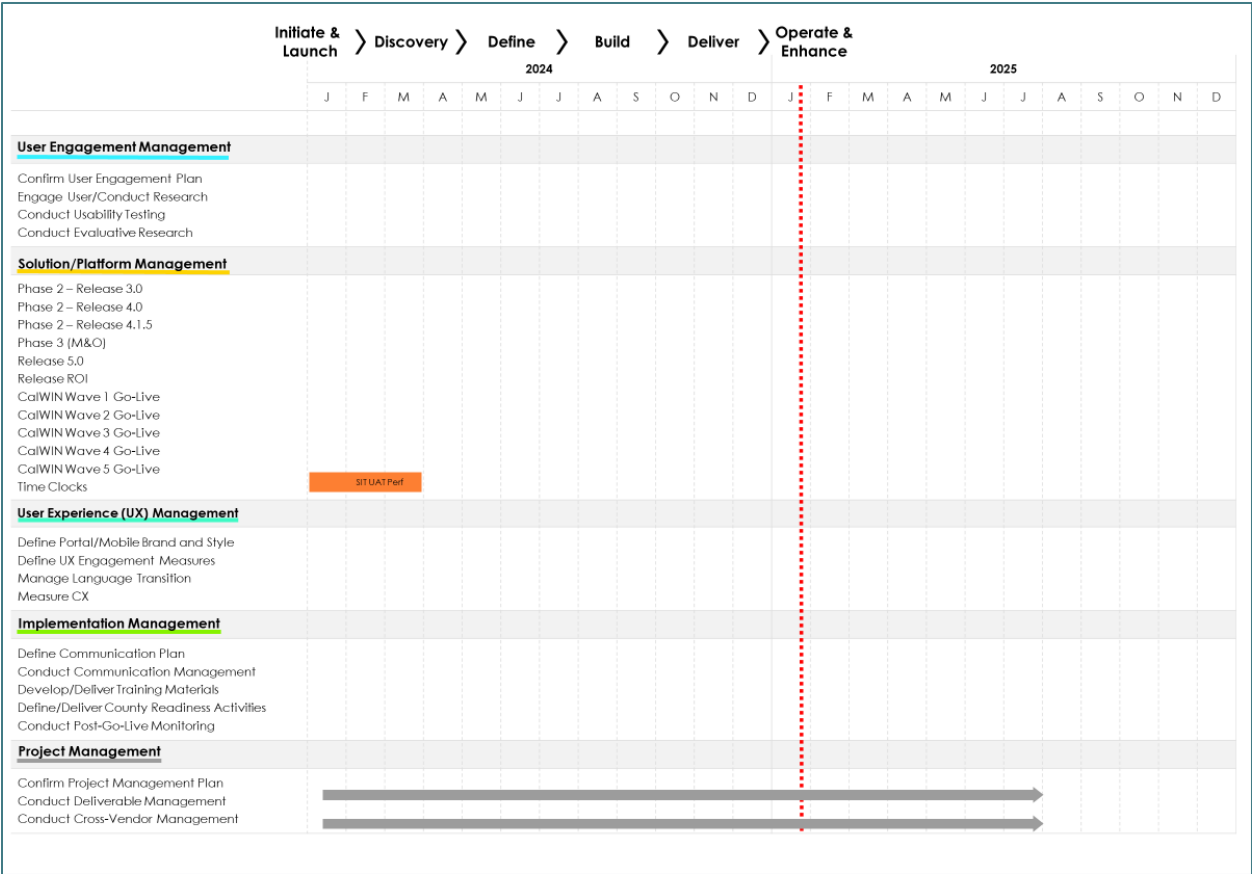 Initiate & Launch > Discovery > Define > Build > Deliver > Operate & Enhance
2024 2025
J F M A M J J A S O N D J F M A M J J A S O N D
User Engagement Management
Confirm User Engagement Plan
Engage User/Conduct Research
Conduct Usability Testing
Conduct Evaluative Research
Solution/Platform Management
Phase 2 – Release 3.0
Phase 2 – Release 4.0
Phase 2 – Release 4.1.5
Phase 3 (M&O)
Release 5.0
Release ROI
CalWIN Wave 1 Go-Live
CalWIN Wave 2 Go-Live
CalWIN Wave 3 Go-Live
CalWIN Wave 4 Go-Live
CalWIN Wave 5 Go-Live
Time Clocks
SIT UAT Perf
User Experience (UX) Management
Define Portal/Mobile Brand and Style
Define UX Engagement Measures
Manage Language Transition
Measure CX
Implementation Management
Define Communication Plan
Conduct Communication Management
Develop/Deliver Training Materials
Define/Deliver County Readiness Activities
Conduct Post-Go-Live Monitoring
Project Management
Confirm Project Management Plan
Conduct Deliverable Management
Conduct Cross-Vendor Management